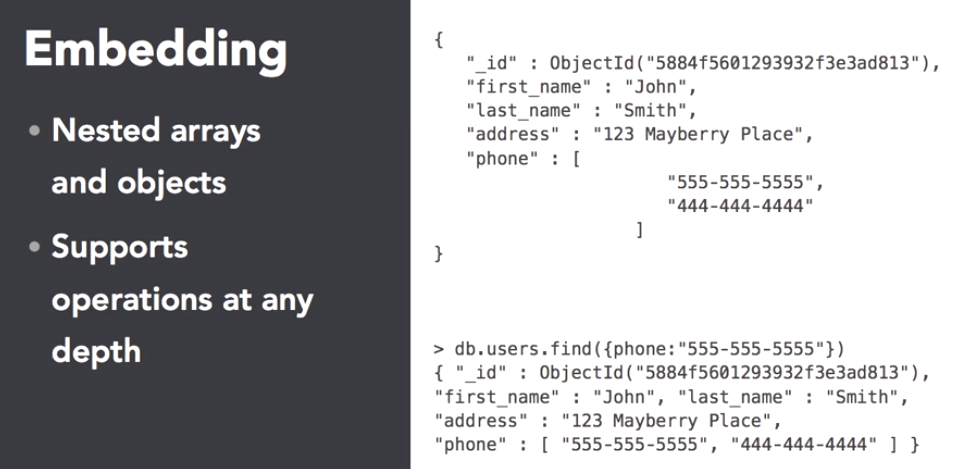 Embedding
• Nested arrays
and objects
• Supports
operations at any
depth
{
"_id" : ObjectId("5884f5601293932f3e3ad813"),
"first_name" : "John",
"last_name" : "Smith",
"address" : "123 Mayberry Place",
"phone" : [
"555-555-5555",
"444-444-4444"
]
}
> db.users.find({phone:"555-555-5555"})
{ "_id" : ObjectId("5884f5601293932f3e3ad813"),
"first_name" : "John", "last_name" : "Smith",
"address" : "123 Mayberry Place",
"phone" : [ "555-555-5555", "444-444-4444" ] }